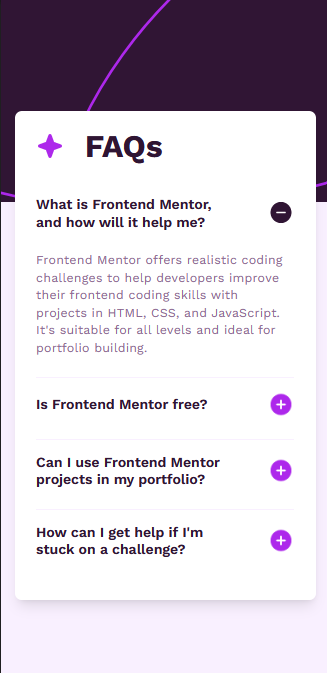 FAQs
What is Frontend Mentor,
and how will it help me?
Frontend Mentor offers realistic coding
challenges to help developers improve
their frontend coding skills with
projects in HTML, CSS, and JavaScript.
It's suitable for all levels and ideal for
portfolio building.
Is Frontend Mentor free?
Can I use Frontend Mentor
projects in my portfolio?
How can I get help if I'm
stuck on a challenge?